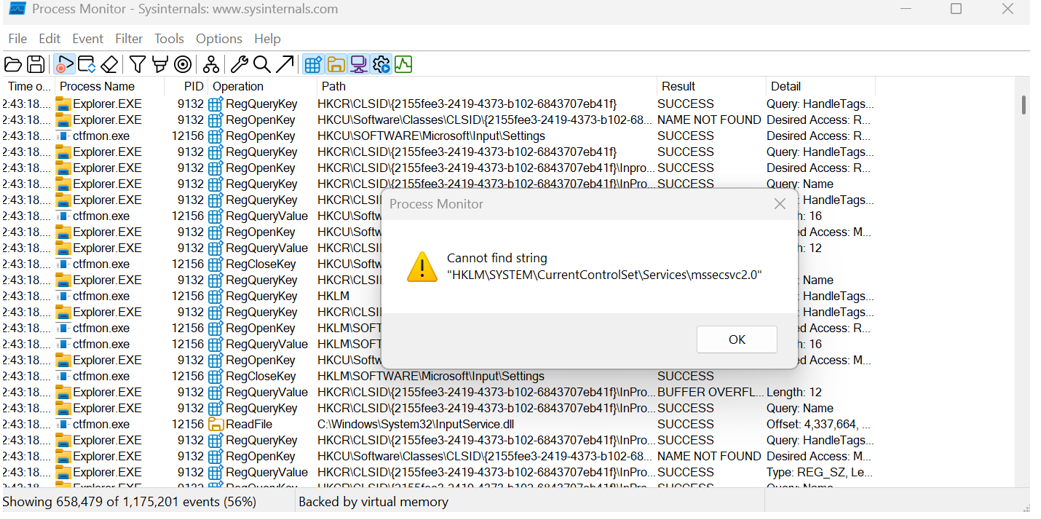 Process Monitor - Sysinternals: www.sysinternals.com
File Edit Event Filter Tools Options Help
Time o... Process Name PID Operation Path Result Detail
2:43:18.... Explorer.EXE 9132 RegQueryKey HKCR\CLSID\{2155fee3-2419-4373-b102-6843707eb41f} SUCCESS Query: HandleTags...
2:43:18.... Explorer.EXE 9132 RegOpenKey HKCU\Software\Classes\CLSID\{2155fee3-2419-4373-b102-68... NAME NOT FOUND Desired Access: R...
2:43:18.... ctfmon.exe 12156 RegOpenKey HKCU\SOFTWARE\Microsoft\Input\Settings SUCCESS Desired Access: R...
2:43:18.... Explorer.EXE 9132 RegQueryKey HKCR\CLSID\{2155fee3-2419-4373-b102-6843707eb41f} SUCCESS Query: HandleTags...
2:43:18.... Explorer.EXE 9132 RegOpenKey HKCR\CLSID\{2155fee3-2419-4373-b102-6843707eb41f}\Inpro... SUCCESS Desired Access: R...
2:43:18.... Explorer.EXE 9132 RegQueryKey HKCR\CLSID\{2155fee3-2419-4373-b102-6843707eb41f}\InPro... SUCCESS Query: Name
2:43:18.... Explorer.EXE 9132 RegQueryKey HKCR\CLSI HandleTags...
2:43:18.... ctfmon.exe 12156 RegQueryValue HKCU\Softw 16
2:43:18.... Explorer.EXE 9132 RegOpenKey HKCU\Softw Access: M...
2:43:18.... Explorer.EXE 9132 RegQueryValue HKCR\CLSI 12
2:43:18.... ctfmon.exe 12156 RegCloseKey HKCU\Softw
2:43:18.... Explorer.EXE 9132 RegQueryKey HKCR\CLSI Name
2:43:18.... ctfmon.exe 12156 RegQueryKey HKLM HandleTags...
2:43:18.... Explorer.EXE 9132 RegQueryKey HKCR\CLSI HandleTags...
2:43:18.... ctfmon.exe 12156 RegOpenKey HKLM\SOFT Access: R...
2:43:18.... ctfmon.exe 12156 RegQueryValue HKLM\SOFT 16
2:43:18.... Explorer.EXE 9132 RegOpenKey HKCU\Softw Access: M...
2:43:18.... ctfmon.exe 12156 RegCloseKey HKLM\SOFTWARE\Microsoft\Input\Settings SUCCESS
2:43:18.... Explorer.EXE 9132 RegQueryValue HKCR\CLSID\{2155fee3-2419-4373-b102-6843707eb41f}\InPro... BUFFER OVERFL... Length: 12
2:43:18.... Explorer.EXE 9132 RegQueryKey HKCR\CLSID\{2155fee3-2419-4373-b102-6843707eb41f}\InPro... SUCCESS Query: Name
2:43:18.... ctfmon.exe 12156 ReadFile C:\Windows\System32\InputService.dll SUCCESS Offset: 4,337,664, ...
2:43:18.... Explorer.EXE 9132 RegQueryKey HKCR\CLSID\{2155fee3-2419-4373-b102-6843707eb41f}\InPro... SUCCESS Query: HandleTags...
2:43:18.... Explorer.EXE 9132 RegOpenKey HKCU\Software\Classes\CLSID\{2155fee3-2419-4373-b102-68... NAME NOT FOUND Desired Access: M...
2:43:18.... Explorer.EXE 9132 RegQueryValue HKCR\CLSID\{2155fee3-2419-4373-b102-6843707eb41f}\InPro... SUCCESS Type: REG_SZ, Le...
Process Monitor
Cannot find string
"HKLM\SYSTEM\CurrentControlSet\Services\mssecsvc2.0"
OK
Showing 658,479 of 1,175,201 events (56%) Backed by virtual memory